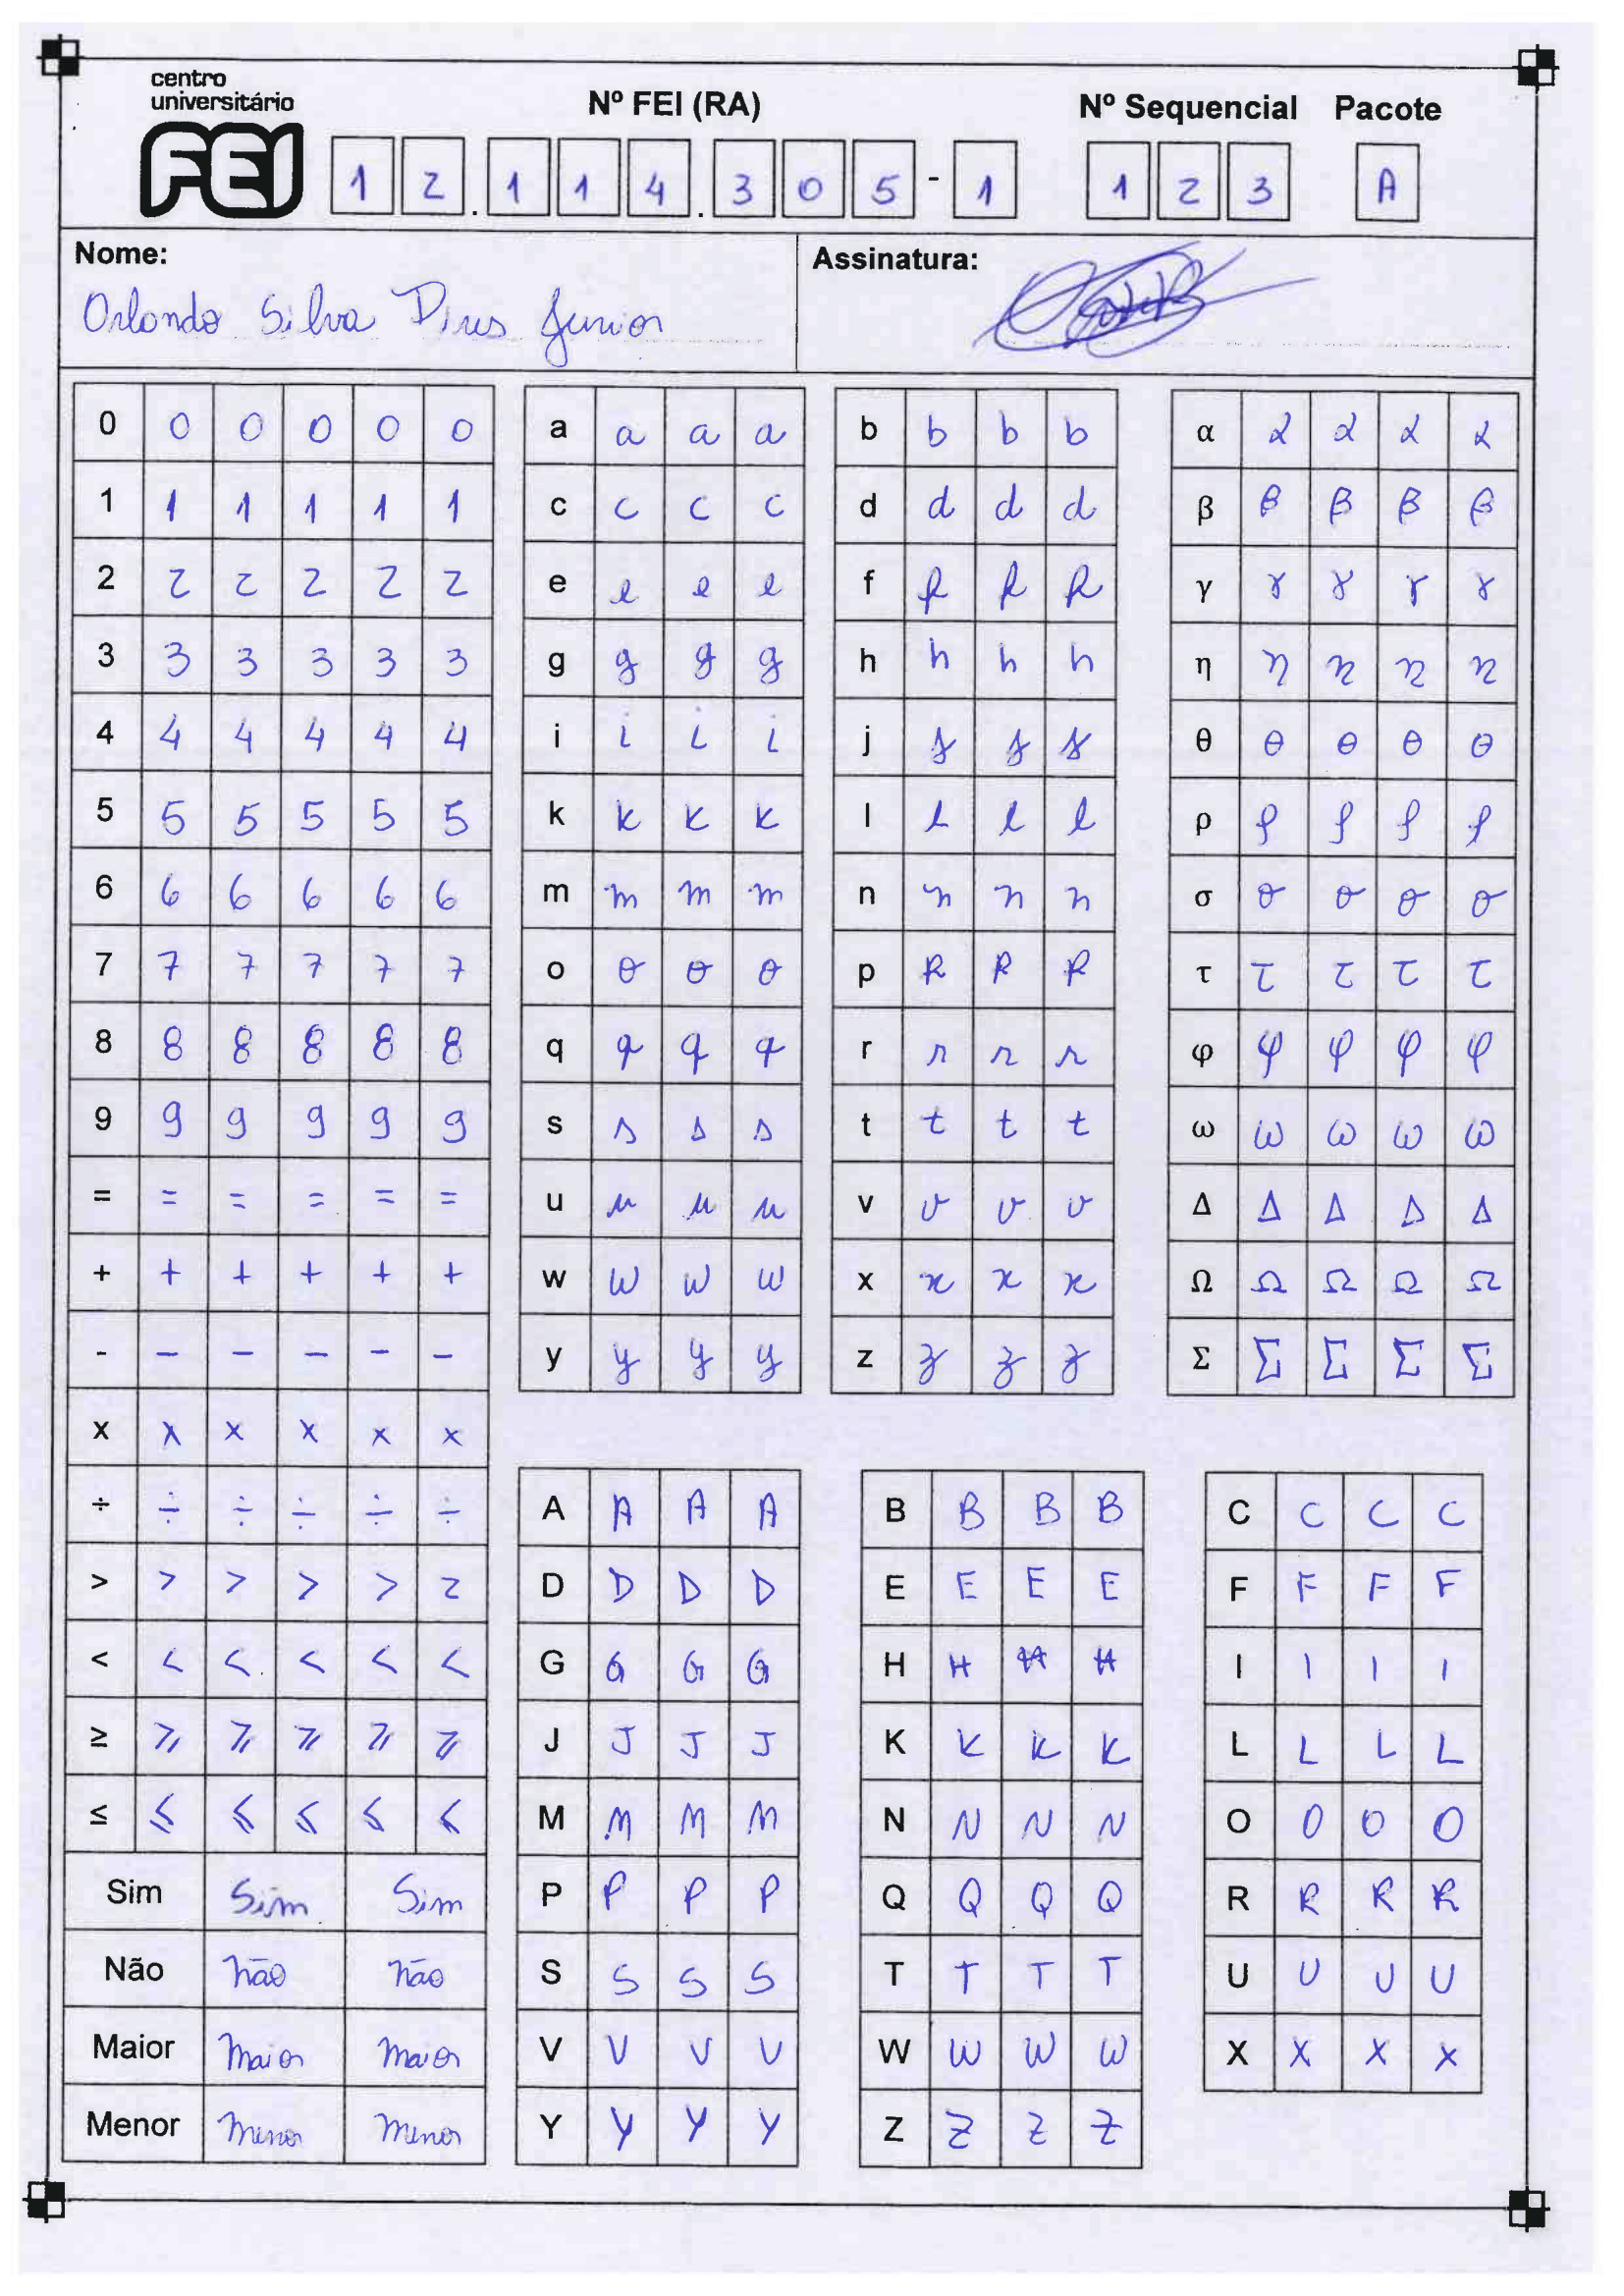 centro
universitário
FEI
Nº FEI (RA)
Nº Sequencial Pacote
1 2 . 1 1 4 . 3 0 5 - 1 1 2 3 A
Nome: Assinatura:
Orlando Silva Pires Junior
0 0 0 0 0 0 a a a a b b b b α α α α α
1 1 1 1 1 1 c c c c d d d d β β β β β
2 2 2 2 2 2 e e e e f f f f γ γ γ γ γ
3 3 3 3 3 3 g g g g h h h h η η η η η
4 4 4 4 4 4 i i i i j j j j θ θ θ θ θ
5 5 5 5 5 5 k k k k l l l l ρ ρ ρ ρ ρ
6 6 6 6 6 6 m m m m n n n n σ σ σ σ σ
7 7 7 7 7 7 o o o o p p p p τ τ τ τ τ
8 8 8 8 8 8 q q q q r r r r φ φ φ φ φ
9 9 9 9 9 9 s s s s t t t t ω ω ω ω ω
= = = = = = u u u u v v v v Δ Δ Δ Δ Δ
+ + + + + + w w w w x x x x Ω Ω Ω Ω Ω
- - - - - - y y y y z z z z Σ Σ Σ Σ Σ
x x x x x x
÷ ÷ ÷ ÷ ÷ ÷ A A A A B B B B C C C C
> > > > > > D D D D E E E E F F F F
< < < < < < G G G G H H H H I I I I
≥ ≥ ≥ ≥ ≥ ≥ J J J J K K K K L L L L
≤ ≤ ≤ ≤ ≤ ≤ M M M M N N N N O O O O
Sim Sim Sim P P P P Q Q Q Q R R R R
Não não não S S S S T T T T U U U U
Maior maior maior V V V V W W W W X X X X
Menor menor menor Y Y Y Y Z Z Z Z